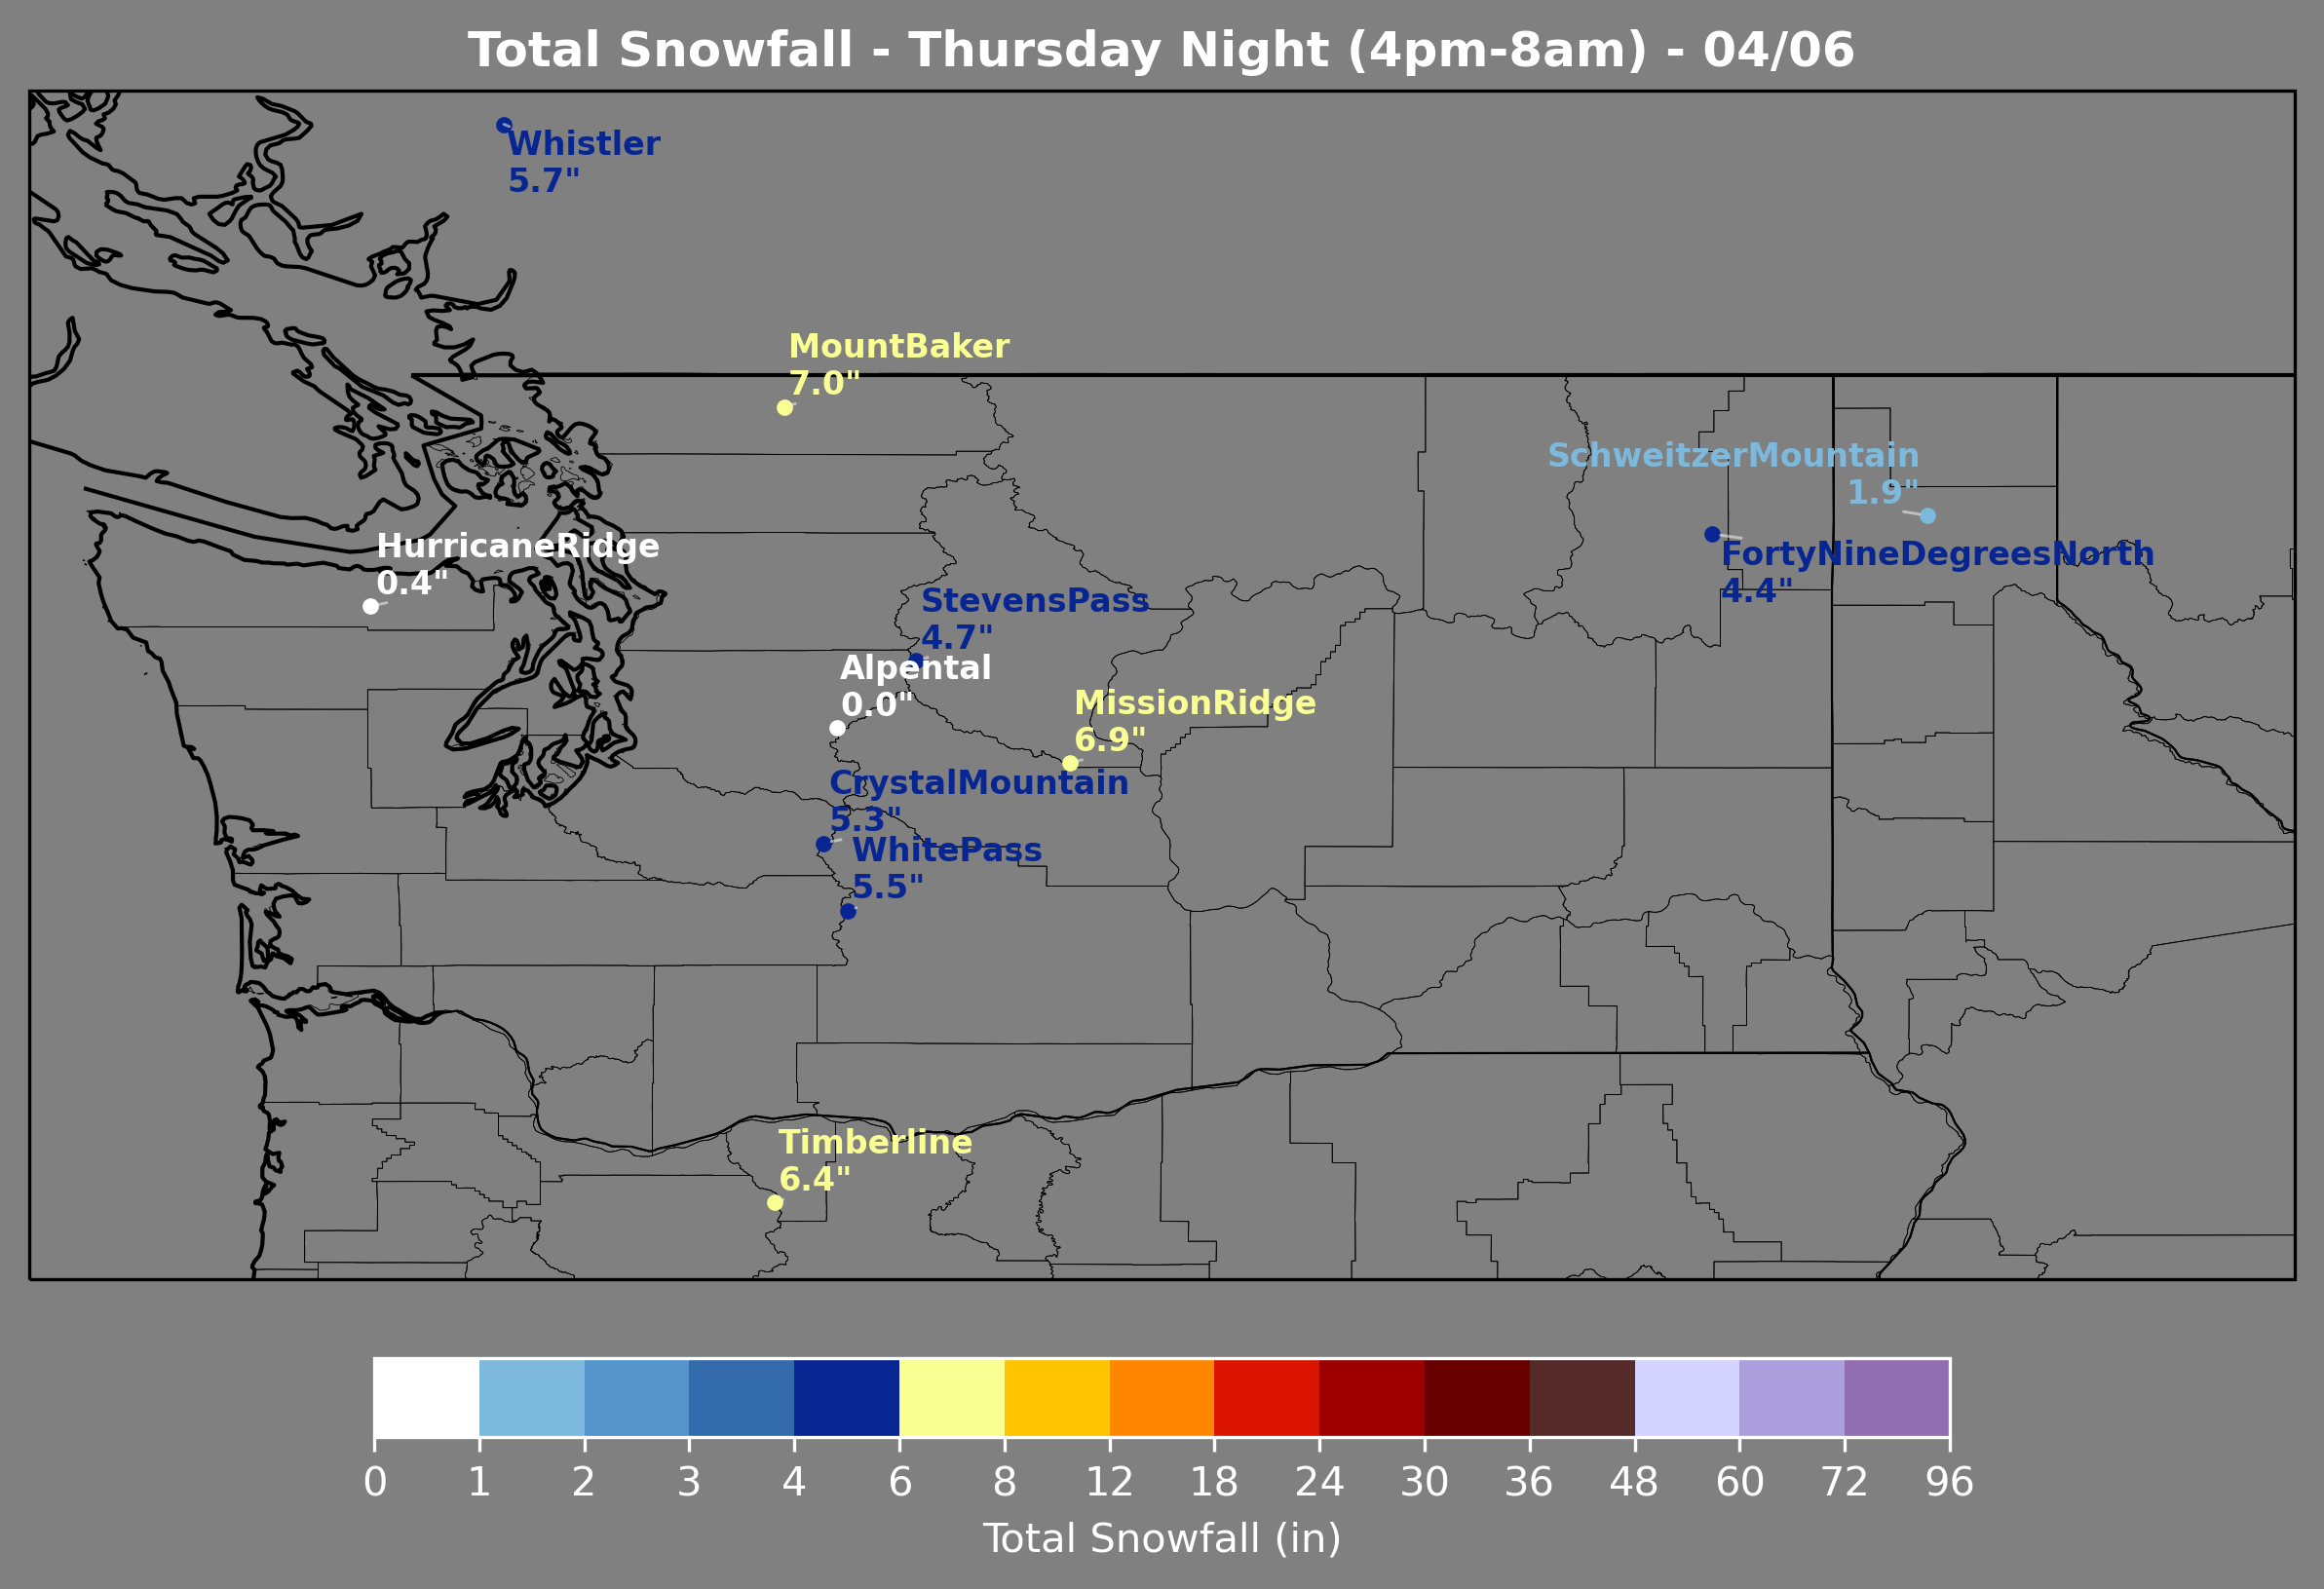 Total Snowfall - Thursday Night (4pm-8am) - 04/06
Whistler
5.7"
MountBaker
7.0"
SchweitzerMountain
1.9"
HurricaneRidge
0.4"
FortyNineDegreesNorth
4.4"
StevensPass
4.7"
Alpental
0.0"
MissionRidge
6.9"
CrystalMountain
5.3"
WhitePass
5.5"
Timberline
6.4"
0 1 2 3 4 6 8 12 18 24 30 36 48 60 72 96
Total Snowfall (in)